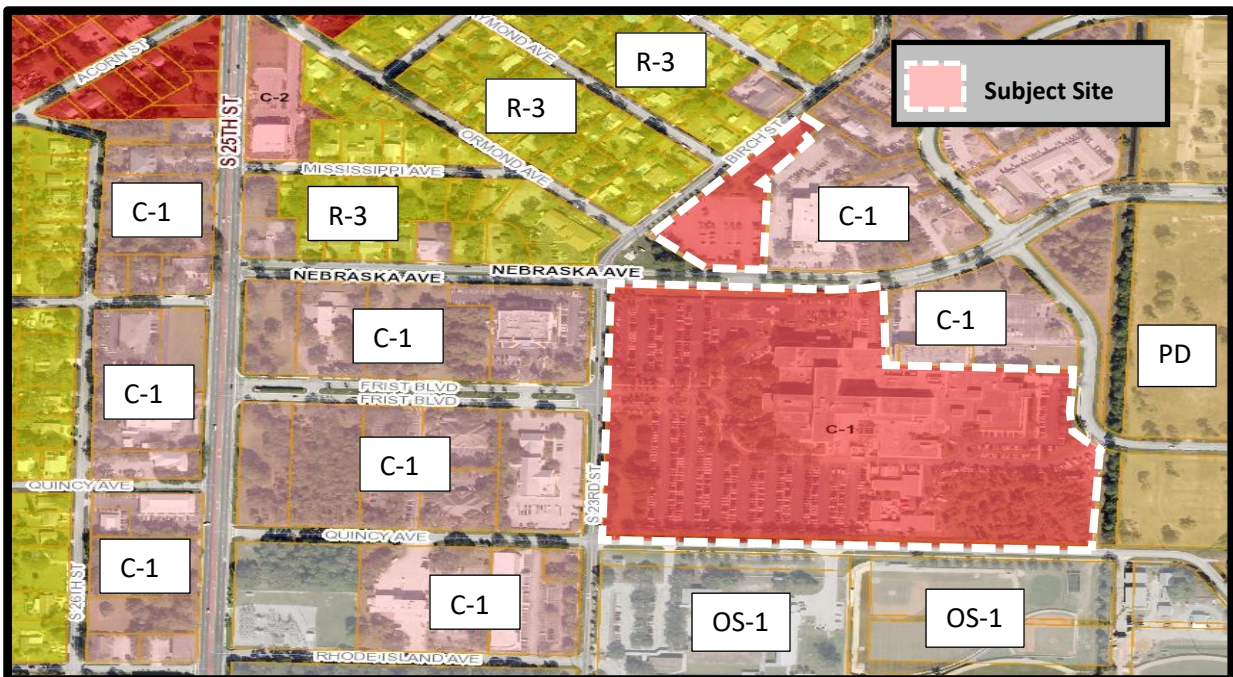 ACORN ST
S 25TH ST
C-2
AYMOND AVE
R-3
R-3
Subject Site
ORMOND AVE
BIRCH ST
MISSISSIPPI AVE
C-1
R-3
C-1
NEBRASKA AVE
NEBRASKA AVE
C-1
C-1
PD
FRIST BLVD
FRIST BLVD
C-1
C-1
C-1
S 23RD ST
QUINCY AVE
QUINCY AVE
C-1
S 26TH ST
C-1
OS-1
OS-1
RHODE ISLAND AVE